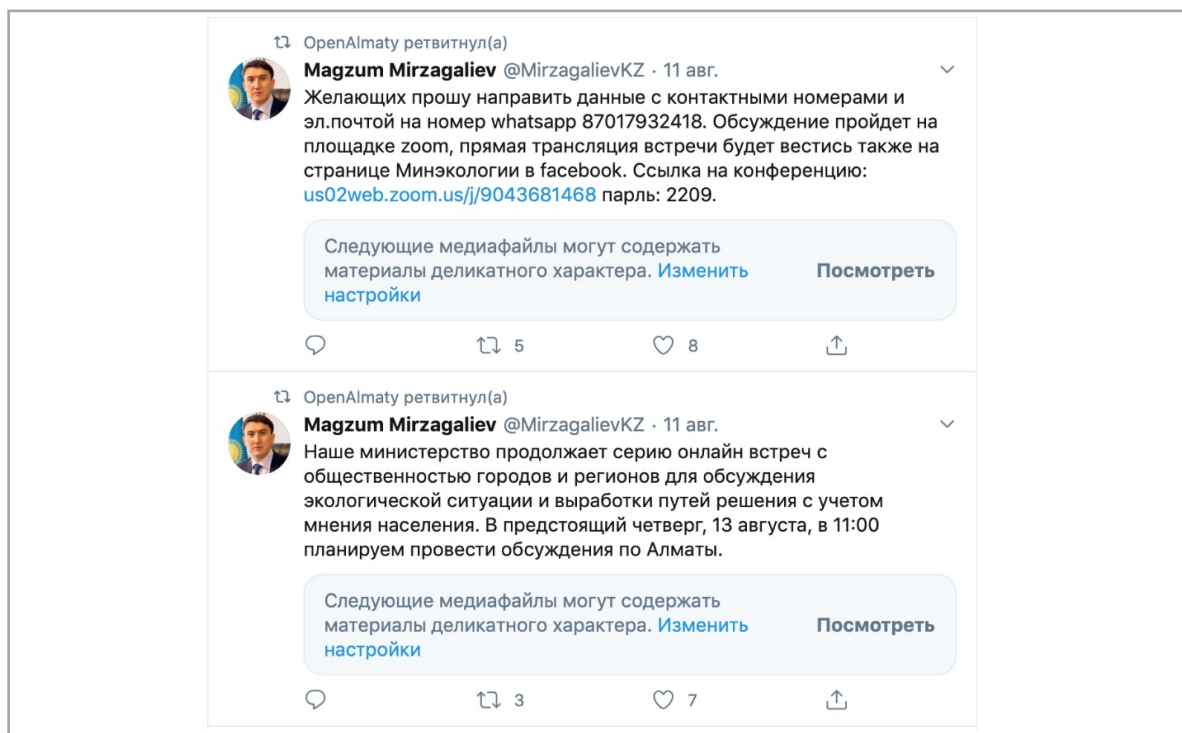 OpenAlmaty ретвитнул(а)
Magzum Mirzagaliev @MirzagalievKZ · 11 авг.
Желающих прошу направить данные с контактными номерами и
эл.почтой на номер whatsapp 87017932418. Обсуждение пройдет на
площадке zoom, прямая трансляция встречи будет вестись также на
странице Минэкологии в facebook. Ссылка на конференцию:
us02web.zoom.us/j/9043681468 парль: 2209.
Следующие медиафайлы могут содержать
материалы деликатного характера. Изменить
настройки
Посмотреть
5 8
OpenAlmaty ретвитнул(а)
Magzum Mirzagaliev @MirzagalievKZ · 11 авг.
Наше министерство продолжает серию онлайн встреч с
общественностью городов и регионов для обсуждения
экологической ситуации и выработки путей решения с учетом
мнения населения. В предстоящий четверг, 13 августа, в 11:00
планируем провести обсуждения по Алматы.
Следующие медиафайлы могут содержать
материалы деликатного характера. Изменить
настройки
Посмотреть
3 7